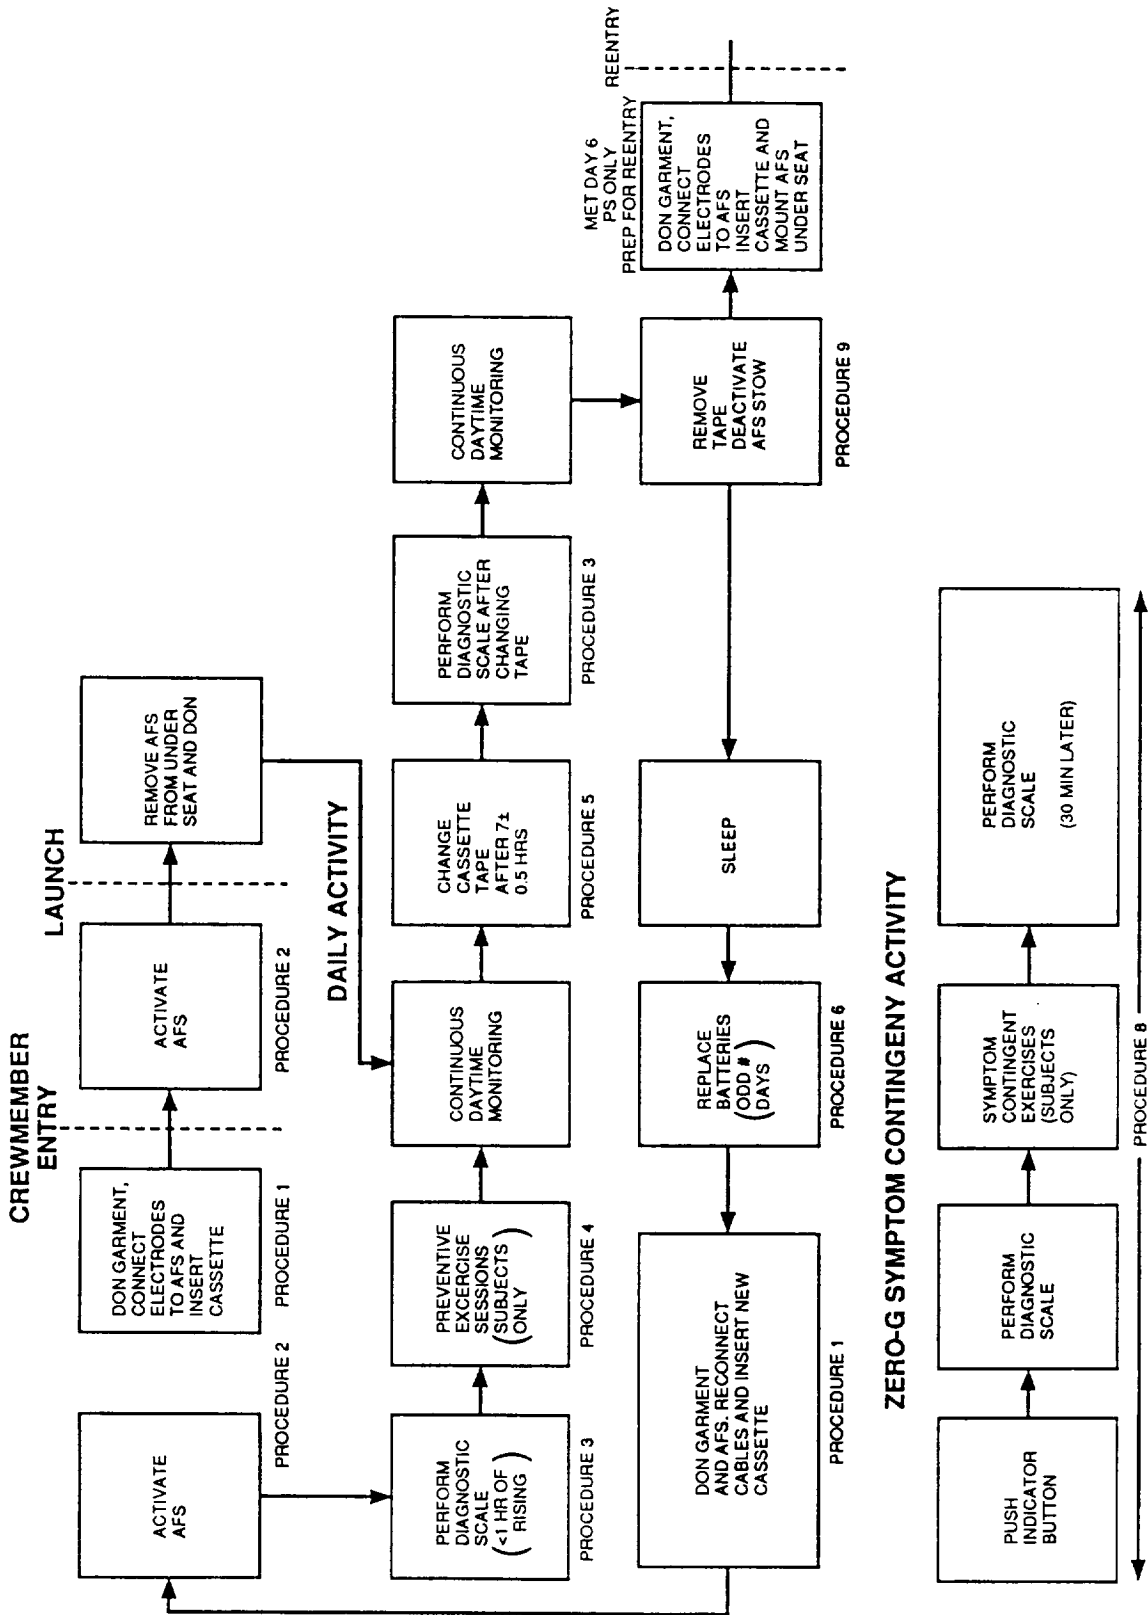 CREWMEMBER
ENTRY
LAUNCH
ACTIVATE
AFS
PROCEDURE 2
DON GARMENT,
CONNECT
ELECTRODES
TO AFS AND
INSERT
CASSETTE
PROCEDURE 1
ACTIVATE
AFS
PROCEDURE 2
REMOVE AFS
FROM UNDER
SEAT AND DON
DAILY ACTIVITY
PERFORM
DIAGNOSTIC
SCALE
(<1 HR OF
RISING)
PROCEDURE 3
PREVENTIVE
EXCERCISE
SESSIONS
(SUBJECTS
ONLY)
PROCEDURE 4
CONTINUOUS
DAYTIME
MONITORING
CHANGE
CASSETTE
TAPE
AFTER 7±
0.5 HRS
PROCEDURE 5
PERFORM
DIAGNOSTIC
SCALE AFTER
CHANGING
TAPE
PROCEDURE 3
CONTINUOUS
DAYTIME
MONITORING
DON GARMENT
AND AFS. RECONNECT
CABLES AND INSERT NEW
CASSETTE
PROCEDURE 1
REPLACE
BATTERIES
(ODD #
DAYS)
PROCEDURE 6
SLEEP
REMOVE
TAPE
DEACTIVATE
AFS STOW
PROCEDURE 9
MET DAY 6
PS ONLY
PREP FOR REENTRY
DON GARMENT,
CONNECT
ELECTRODES
TO AFS
INSERT
CASSETTE AND
MOUNT AFS
UNDER SEAT
REENTRY
ZERO-G SYMPTOM CONTINGENY ACTIVITY
PUSH
INDICATOR
BUTTON
PERFORM
DIAGNOSTIC
SCALE
SYMPTOM
CONTINGENT
EXERCISES
(SUBJECTS
ONLY)
PERFORM
DIAGNOSTIC
SCALE
(30 MIN LATER)
PROCEDURE 8